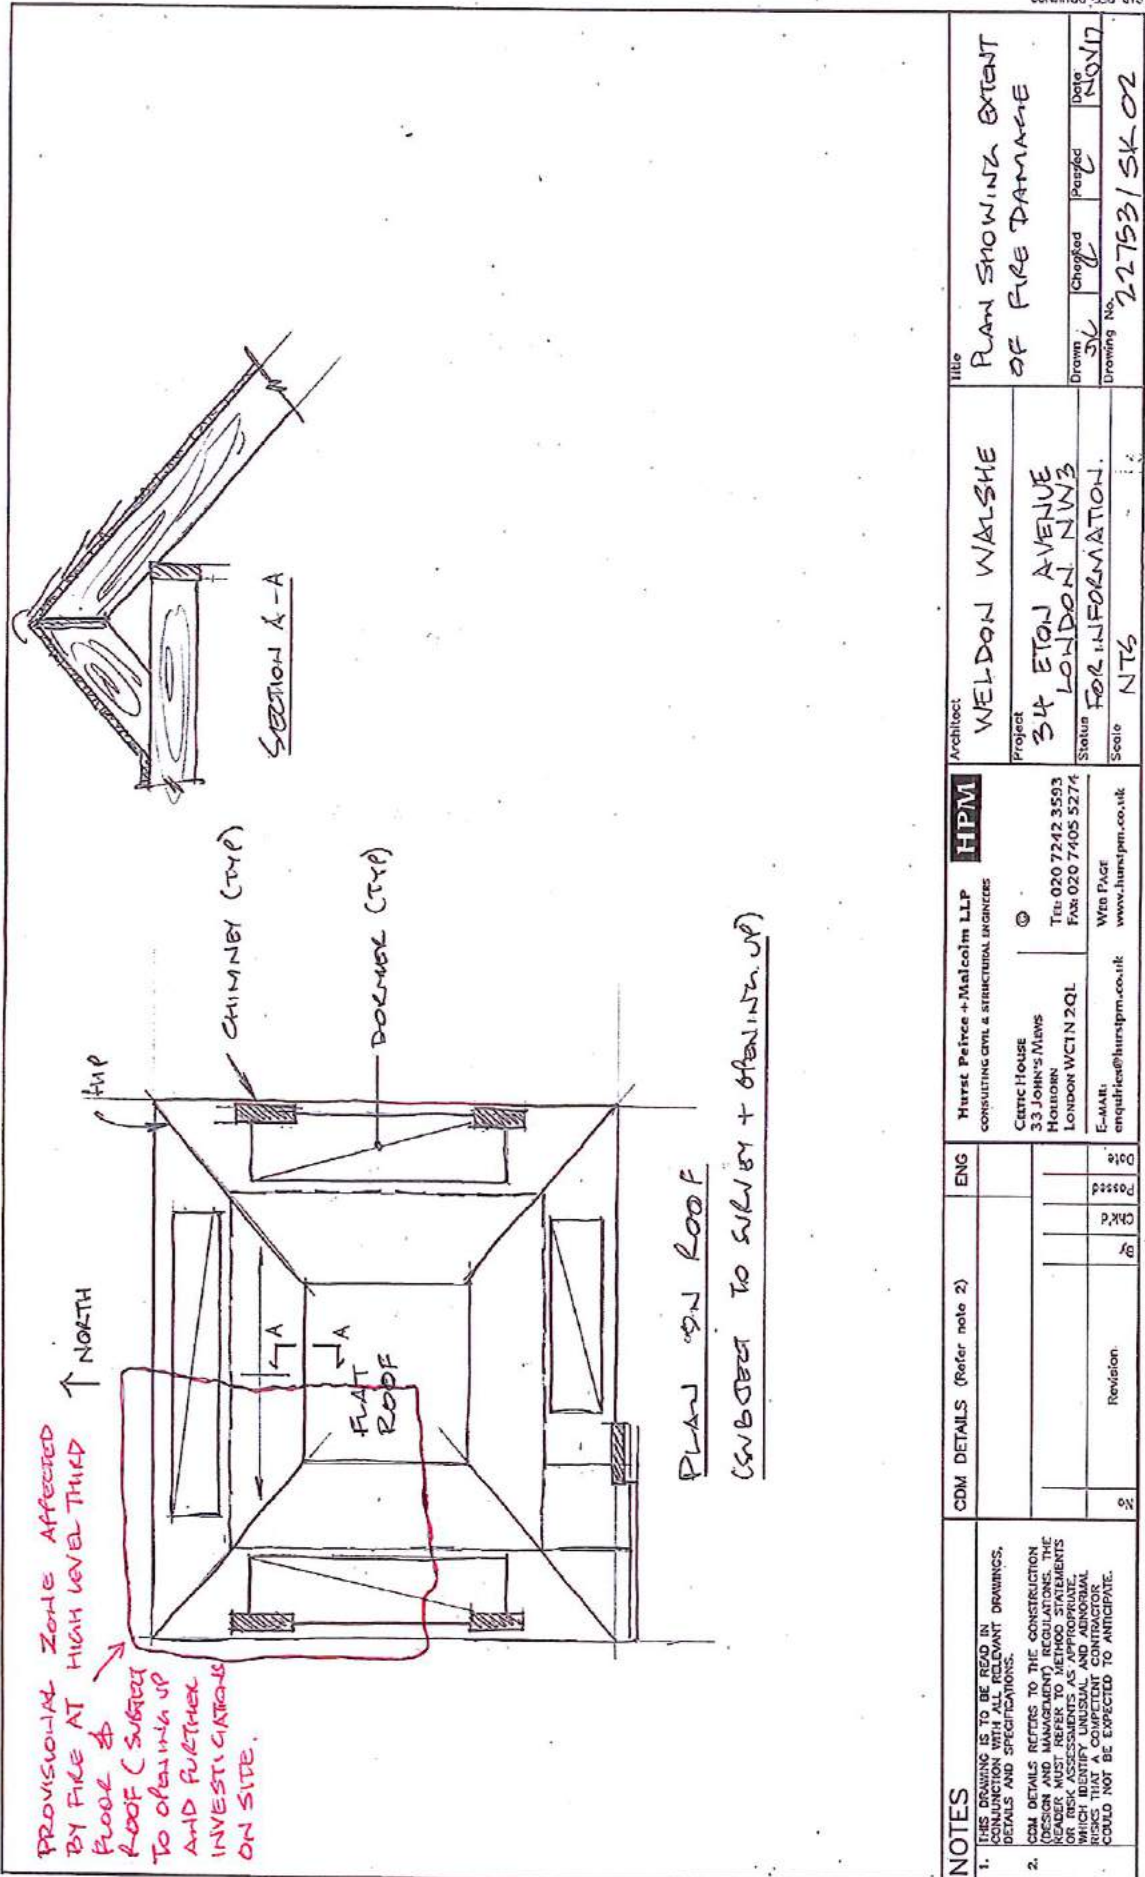 PROVISIONAL ZONE AFFECTED
BY FIRE AT HIGH LEVEL THIRD
FLOOR &
ROOF (SUBJECT
TO OPENING UP
AND FURTHER
INVESTIGATIONS
ON SITE.
↑ NORTH
HIP
CHIMNEY (TYP)
DORMER (TYP)
A
A
FLAT
ROOF
PLAN ON ROOF
(SUBJECT TO SURVEY + OPENING UP)
SECTION A-A
NOTES
1. THIS DRAWING IS TO BE READ IN
CONJUNCTION WITH ALL RELEVANT DRAWINGS,
DETAILS AND SPECIFICATIONS.
2. CDM DETAILS REFERS TO THE CONSTRUCTION
(DESIGN AND MANAGEMENT) REGULATIONS. THE
READER MUST REFER TO METHOD STATEMENTS
OR RISK ASSESSMENTS AS APPROPRIATE,
WHICH IDENTIFY UNUSUAL AND ABNORMAL
RISKS THAT A COMPETENT CONTRACTOR
COULD NOT BE EXPECTED TO ANTICIPATE.
CDM DETAILS (Refer note 2) ENG
No Revision By Chk'd Passed Date
Hurst Peirce + Malcolm LLP
CONSULTING CIVIL & STRUCTURAL ENGINEERS
HPM
CELTIC HOUSE
33 JOHN'S MEWS
HOLBORN
LONDON WC1N 2QL
©
TEL: 020 7242 3593
FAX: 020 7405 5274
E-MAIL:
enquiries@hurstpm.co.uk
WEB PAGE
www.hurstpm.co.uk
Architect
WELDON WALSHE
Project
34 ETON AVENUE
LONDON NW3
Status
FOR INFORMATION.
Scale
NTS
Title
PLAN SHOWING EXTENT
OF FIRE DAMAGE
Drawn Checked Passed Date
NOV 17
Drawing No.
22753/SK02